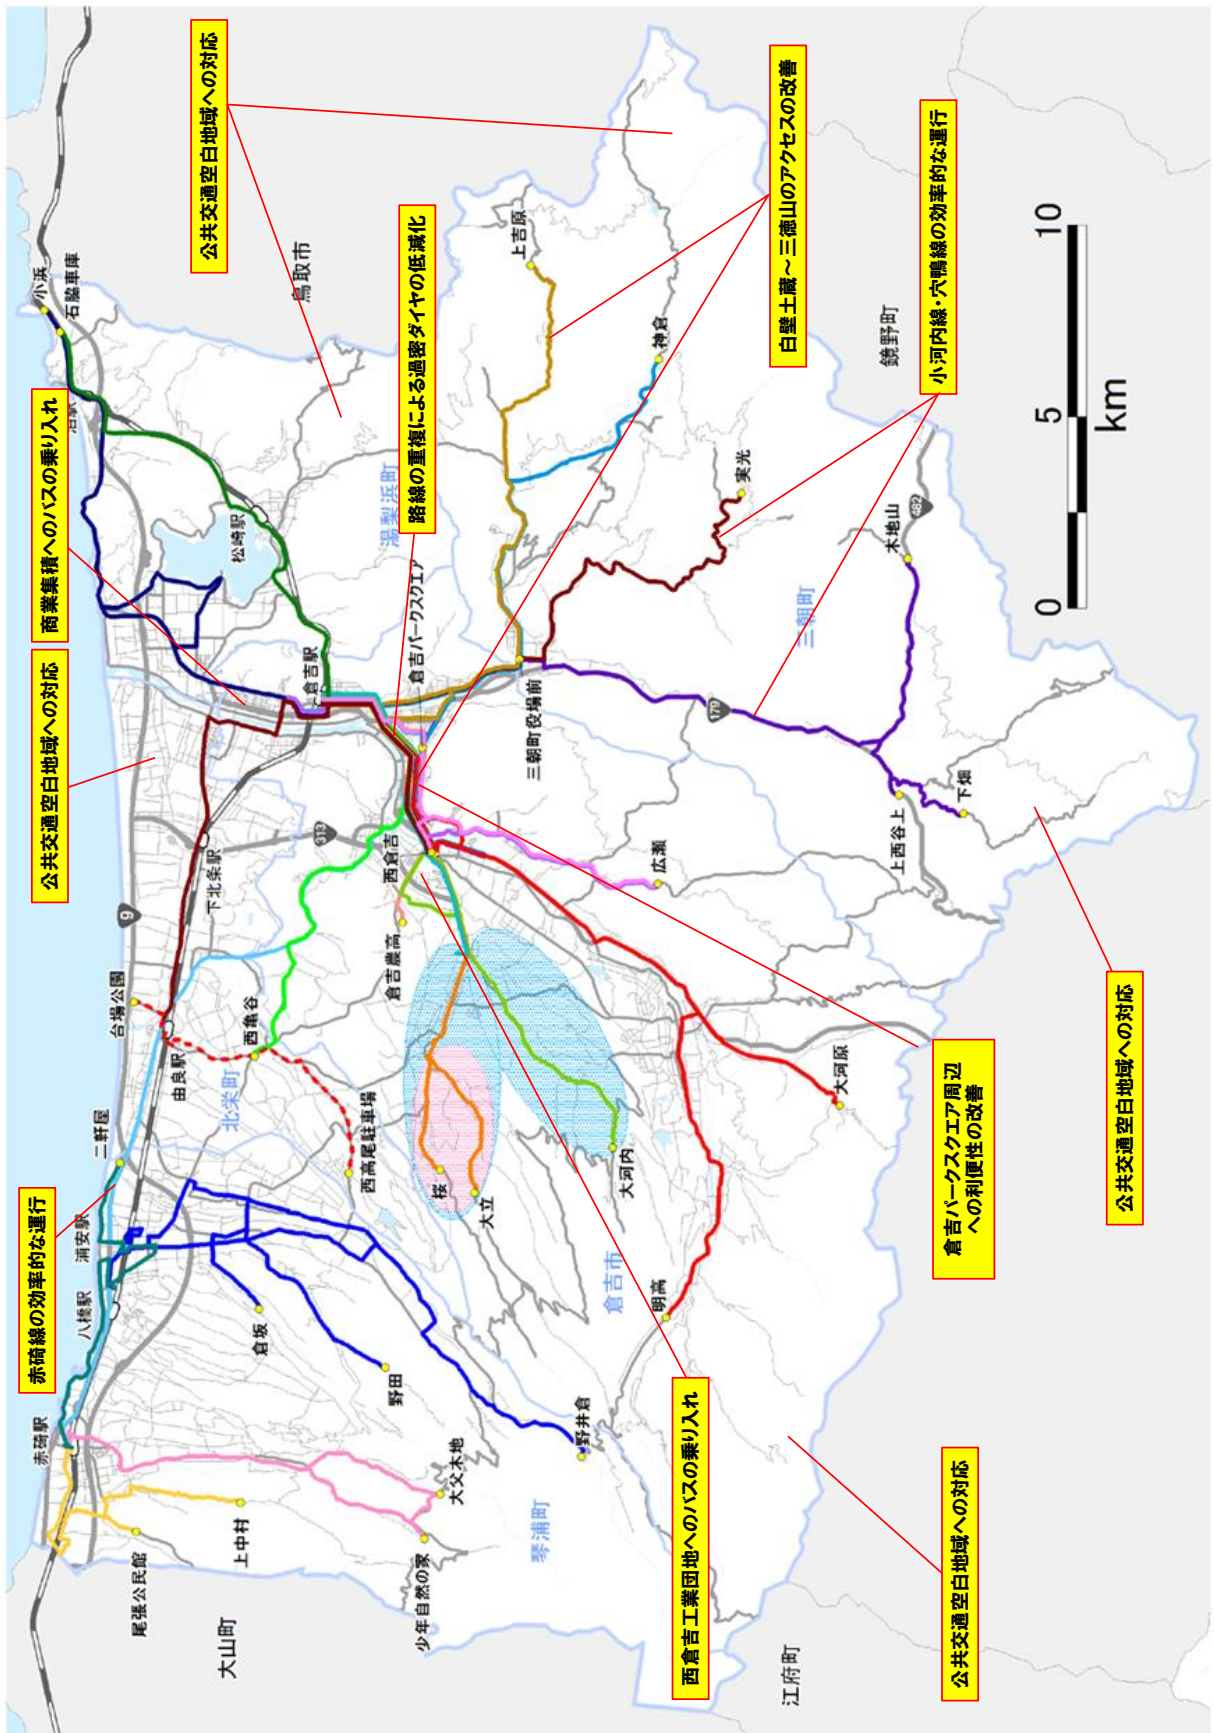 赤碕線の効率的な運行
公共交通空白地域への対応
商業集積へのバスの乗り入れ
公共交通空白地域への対応
路線の重複による過密ダイヤの低減化
白壁土蔵～三徳山のアクセスの改善
小河内線・穴鴨線の効率的な運行
西倉吉工業団地へのバスの乗り入れ
倉吉パークスクエア周辺
への利便性の改善
公共交通空白地域への対応
公共交通空白地域への対応
小浜
石脇車庫
泊駅
鳥取市
松崎駅
湯梨浜町
倉吉駅
倉吉パークスクエア
上吉原
神倉
三朝町役場前
実光
三朝町
木地山
鏡野町
482
179
下畑
上西谷上
広瀬
西倉吉
倉吉農高
313
下北条駅
9
台場公園
由良駅
西亀谷
北栄町
西高尾駐車場
二軒屋
浦安駅
八橋駅
赤碕駅
倉坂
野田
野井倉
桜
大立
大河内
大河原
明高
倉吉市
大父木地
少年自然の家
琴浦町
上中村
尾張公民館
大山町
江府町
0
5
10
km